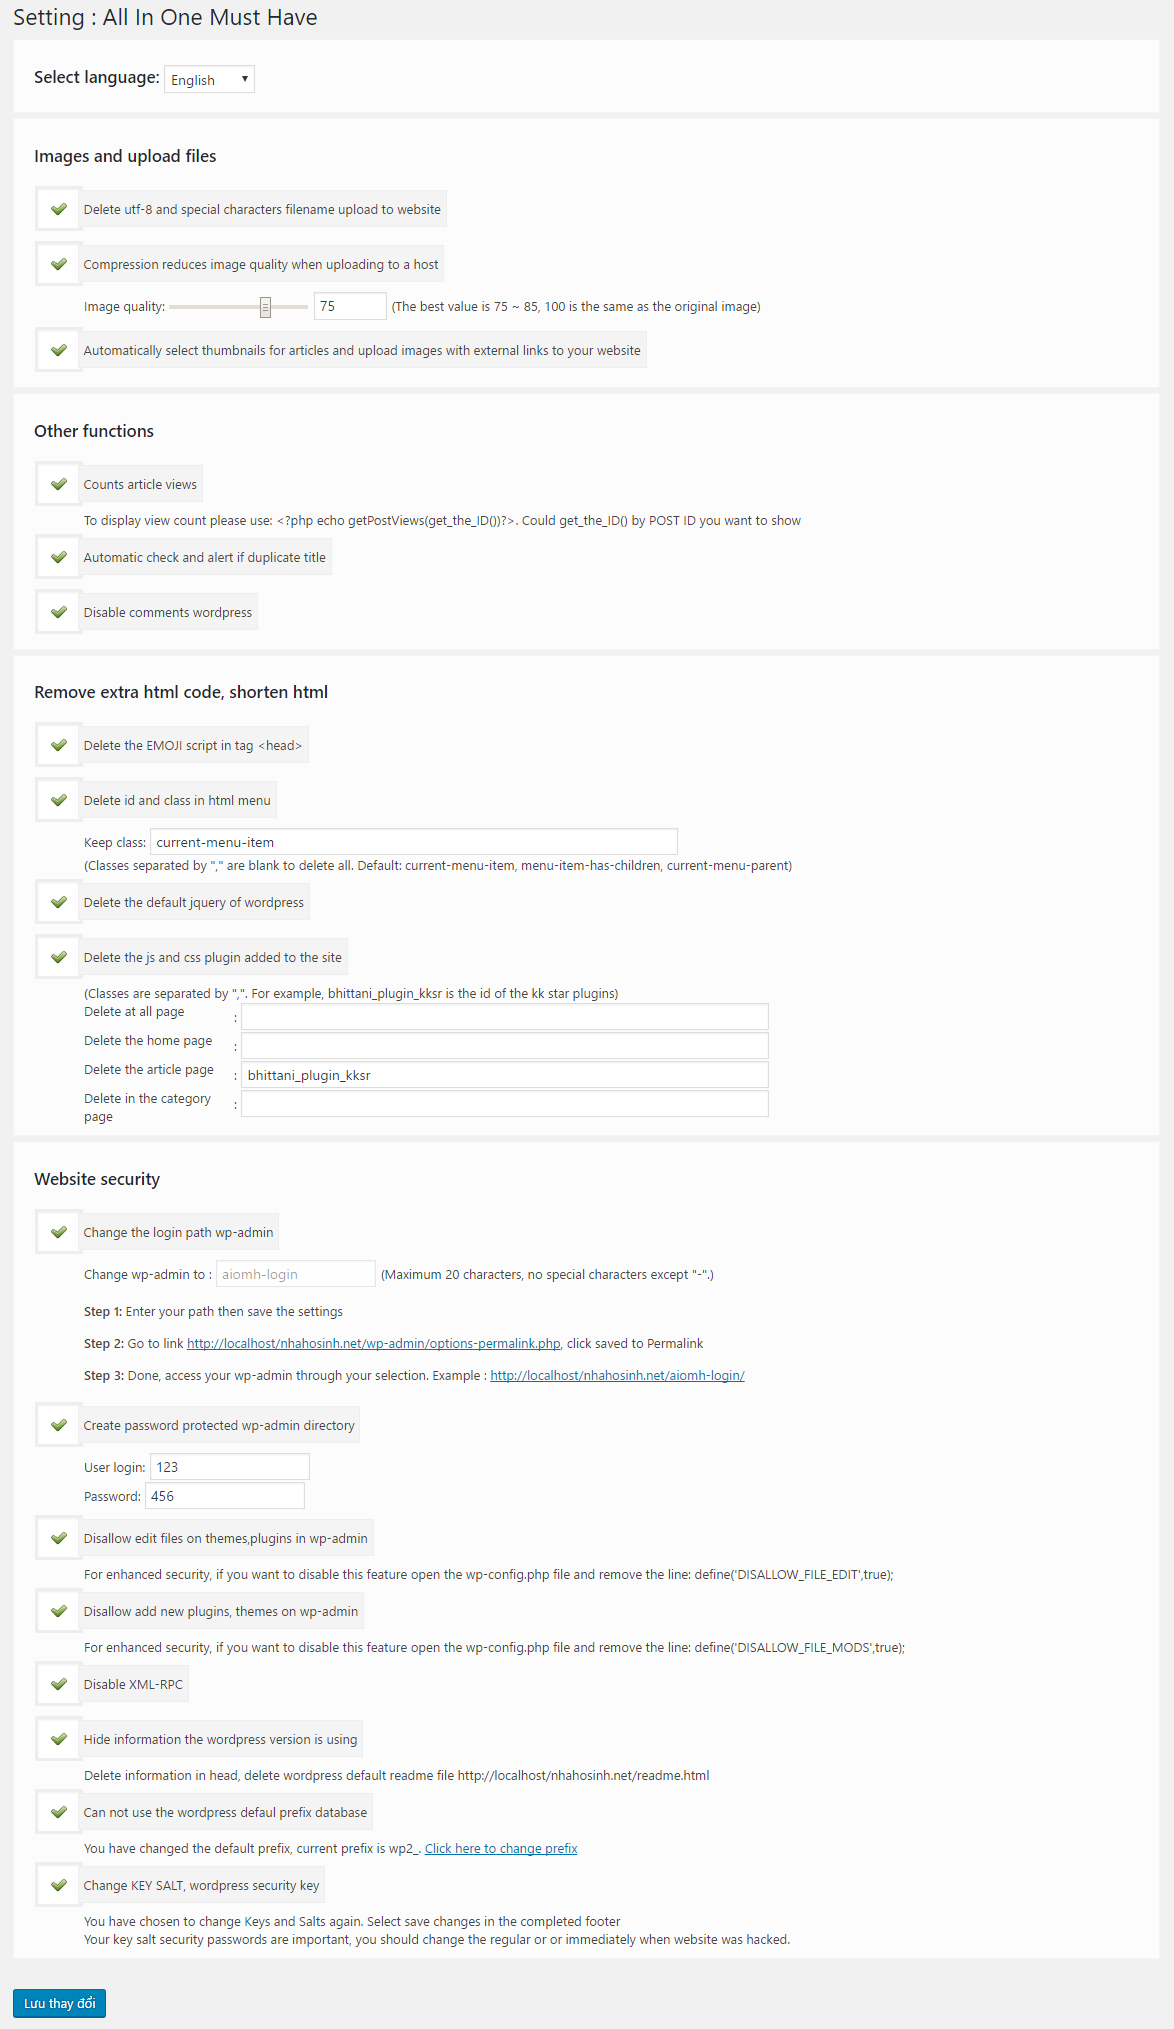 Setting : All In One Must Have
Select language: English
Images and upload files
Delete utf-8 and special characters filename upload to website
Compression reduces image quality when uploading to a host
Image quality: 75 (The best value is 75 ~ 85, 100 is the same as the original image)
Automatically select thumbnails for articles and upload images with external links to your website
Other functions
Counts article views
To display view count please use: <?php echo getPostViews(get_the_ID())?>. Could get_the_ID() by POST ID you want to show
Automatic check and alert if duplicate title
Disable comments wordpress
Remove extra html code, shorten html
Delete the EMOJI script in tag <head>
Delete id and class in html menu
Keep class: current-menu-item
(Classes separated by "," are blank to delete all. Default: current-menu-item, menu-item-has-children, current-menu-parent)
Delete the default jquery of wordpress
Delete the js and css plugin added to the site
(Classes are separated by ",". For example, bhittani_plugin_kksr is the id of the kk star plugins)
Delete at all page :
Delete the home page :
Delete the article page : bhittani_plugin_kksr
Delete in the category :
page
Website security
Change the login path wp-admin
Change wp-admin to : aiomh-login (Maximum 20 characters, no special characters except "-".)
Step 1: Enter your path then save the settings
Step 2: Go to link http://localhost/nhahosinh.net/wp-admin/options-permalink.php, click saved to Permalink
Step 3: Done, access your wp-admin through your selection. Example : http://localhost/nhahosinh.net/aiomh-login/
Create password protected wp-admin directory
User login: 123
Password: 456
Disallow edit files on themes,plugins in wp-admin
For enhanced security, if you want to disable this feature open the wp-config.php file and remove the line: define('DISALLOW_FILE_EDIT',true);
Disallow add new plugins, themes on wp-admin
For enhanced security, if you want to disable this feature open the wp-config.php file and remove the line: define('DISALLOW_FILE_MODS',true);
Disable XML-RPC
Hide information the wordpress version is using
Delete information in head, delete wordpress default readme file http://localhost/nhahosinh.net/readme.html
Can not use the wordpress defaul prefix database
You have changed the default prefix, current prefix is wp2_. Click here to change prefix
Change KEY SALT, wordpress security key
You have chosen to change Keys and Salts again. Select save changes in the completed footer
Your key salt security passwords are important, you should change the regular or or immediately when website was hacked.
Lưu thay đổi